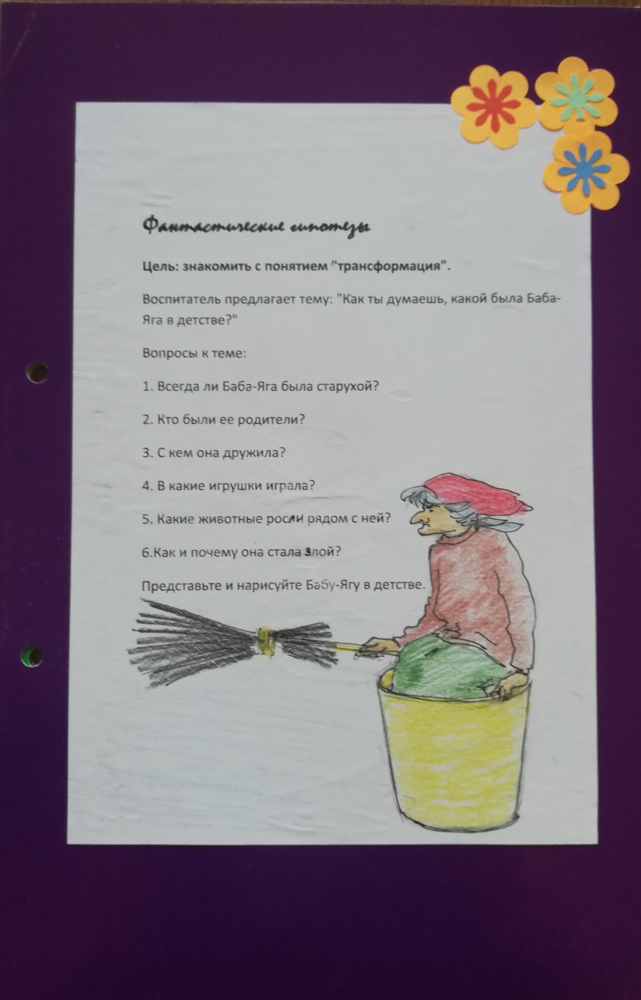 Фантастические гипотезы
Цель: знакомить с понятием "трансформация".
Воспитатель предлагает тему: "Как ты думаешь, какой была Баба-
Яга в детстве?"
Вопросы к теме:
1. Всегда ли Баба-Яга была старухой?
2. Кто были ее родители?
3. С кем она дружила?
4. В какие игрушки играла?
5. Какие животные росли рядом с ней?
6.Как и почему она стала злой?
Представьте и нарисуйте Бабу-Ягу в детстве.